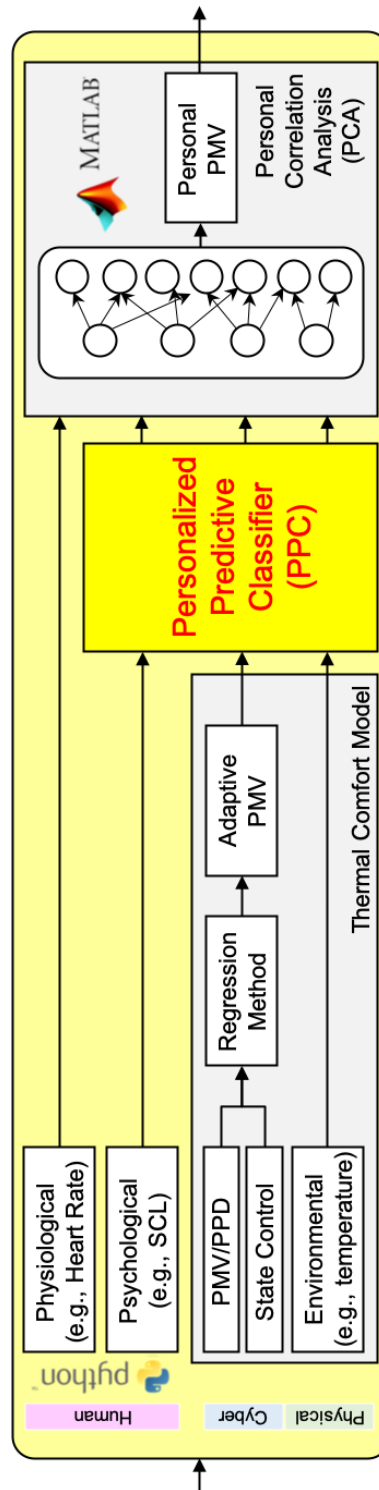 Human
Cyber
Physical
python™
Physiological
(e.g., Heart Rate)
Psychological
(e.g., SCL)
PMV/PPD
State Control
Environmental
(e.g., temperature)
Regression
Method
Adaptive
PMV
Thermal Comfort Model
Personalized
Predictive
Classifier
(PPC)
MATLAB
Personal
PMV
Personal
Correlation
Analysis
(PCA)